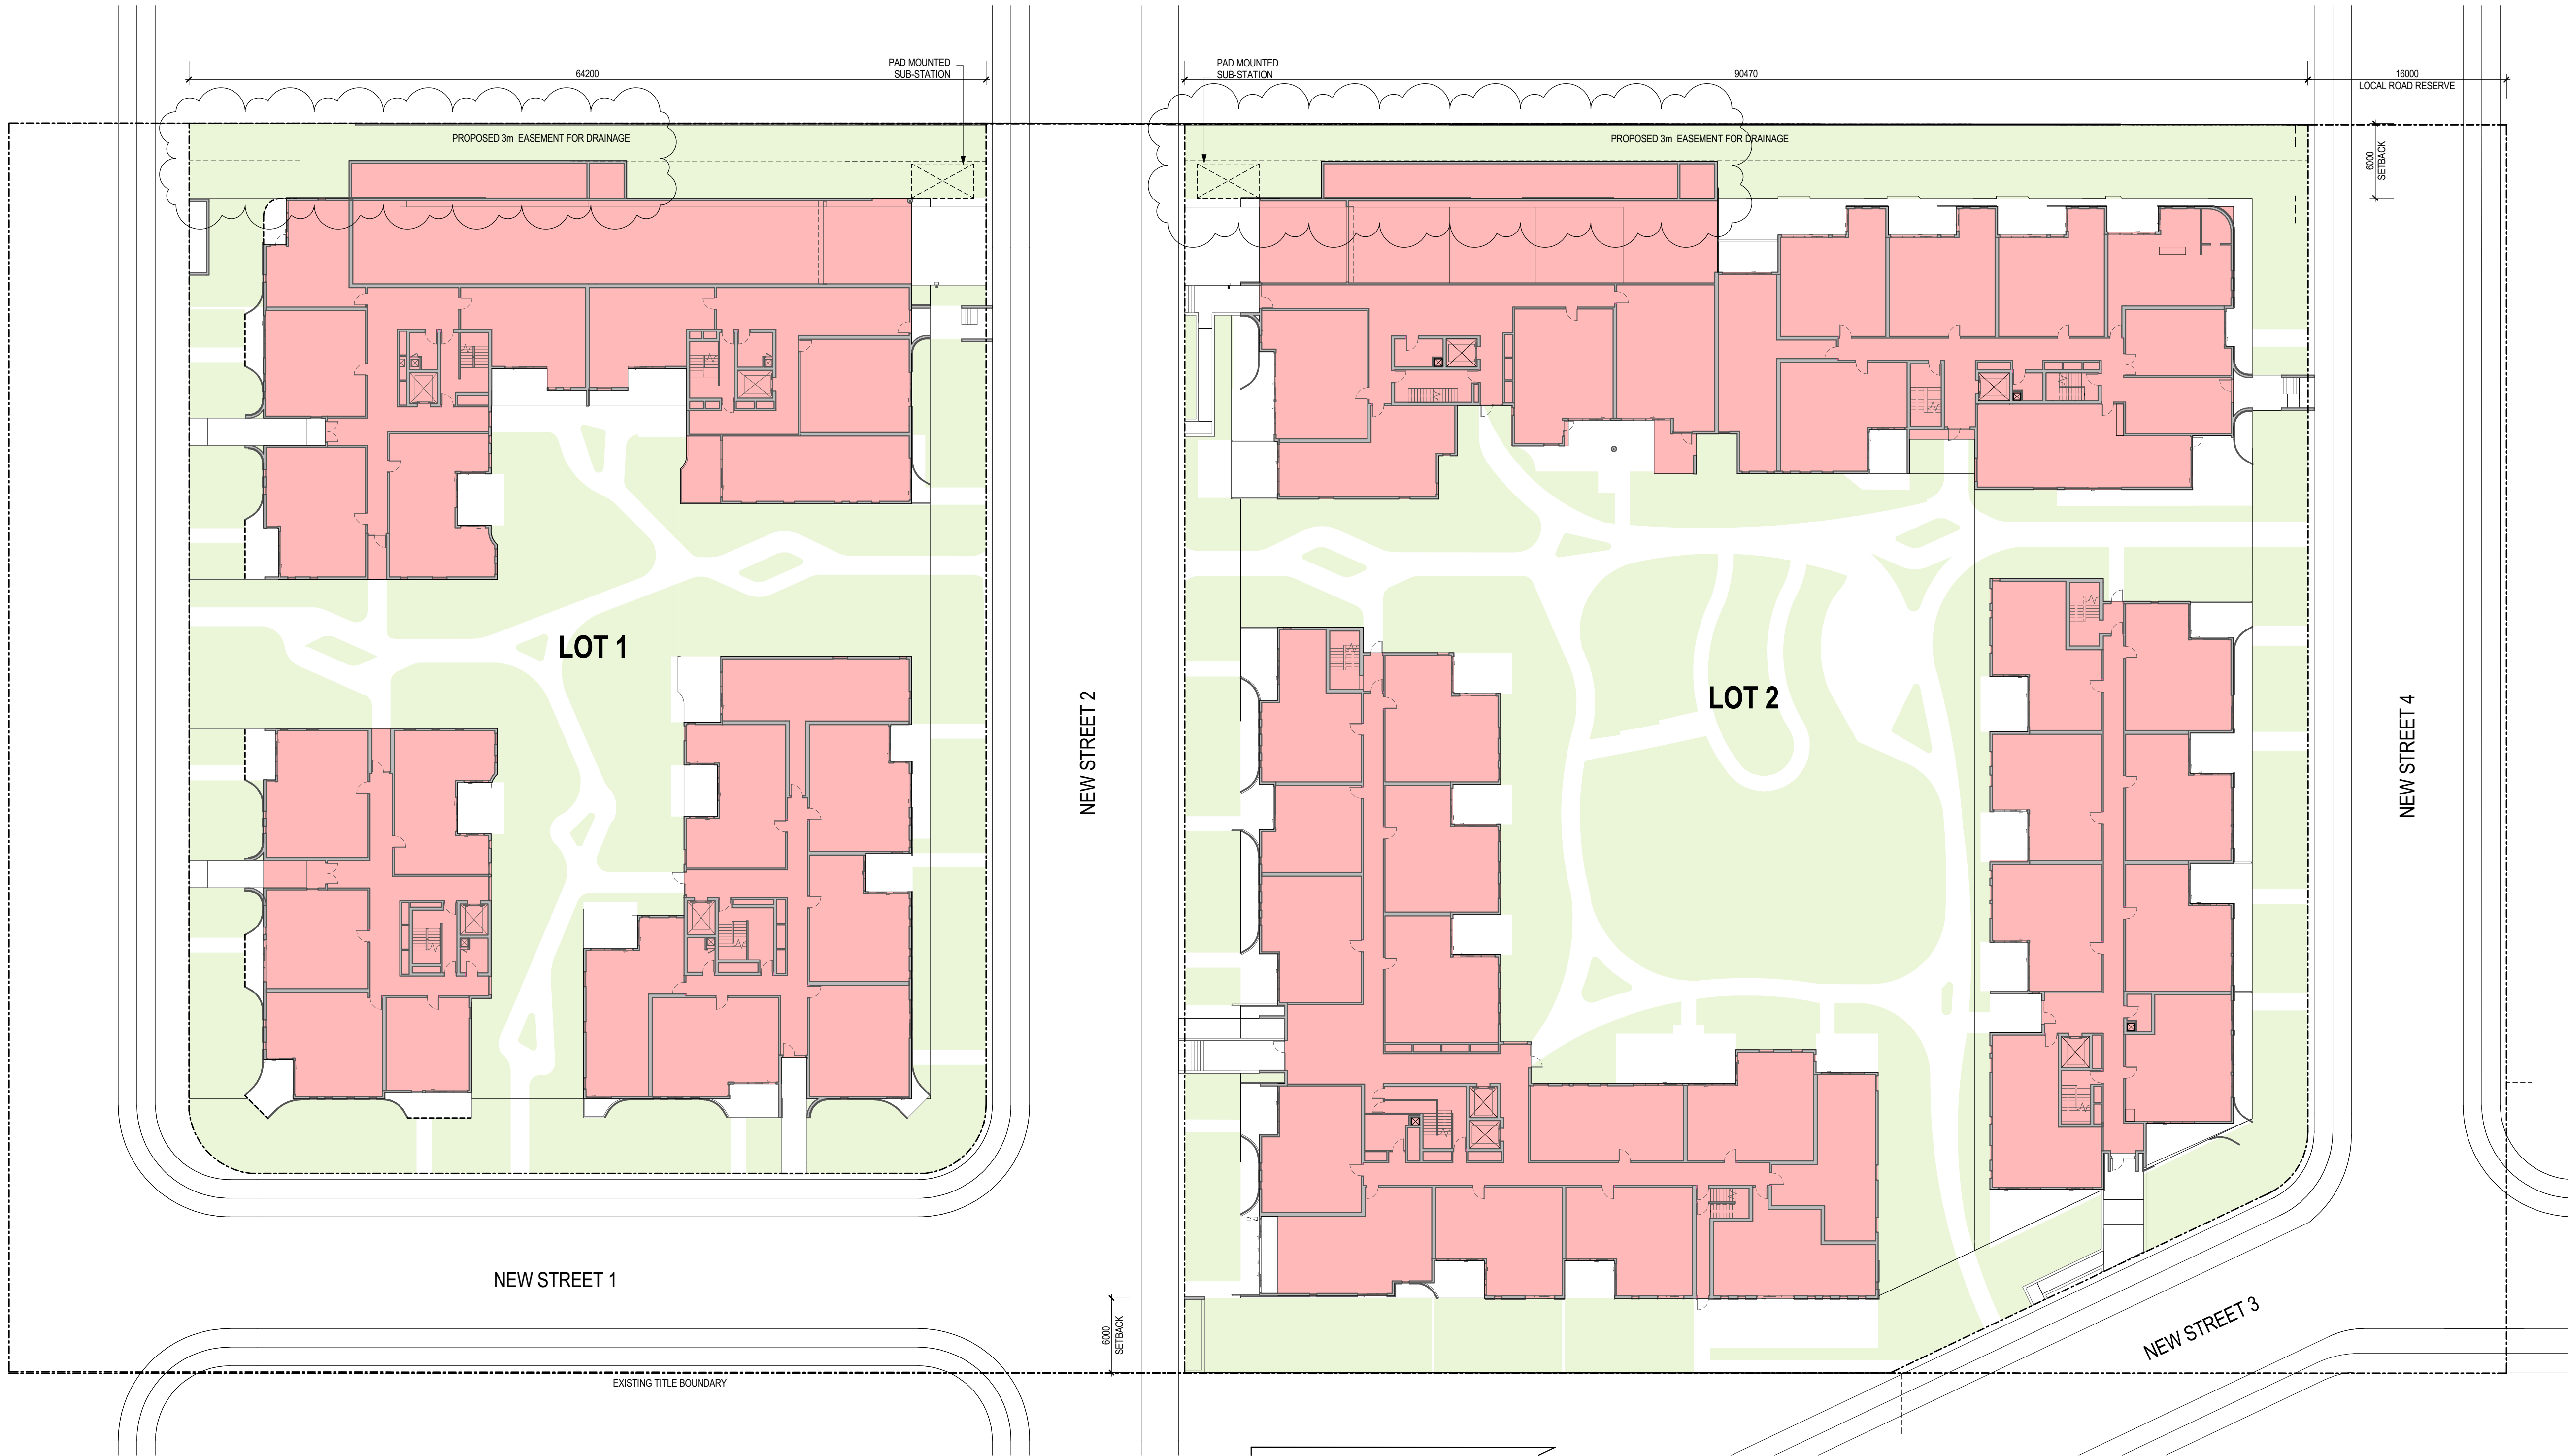 64200
PAD MOUNTED
SUB-STATION
PAD MOUNTED
SUB-STATION
90470
16000
LOCAL ROAD RESERVE
PROPOSED 3m EASEMENT FOR DRAINAGE
PROPOSED 3m EASEMENT FOR DRAINAGE
6000
SETBACK
LOT 1
LOT 2
NEW STREET 2
NEW STREET 4
NEW STREET 1
6000
SETBACK
NEW STREET 3
EXISTING TITLE BOUNDARY